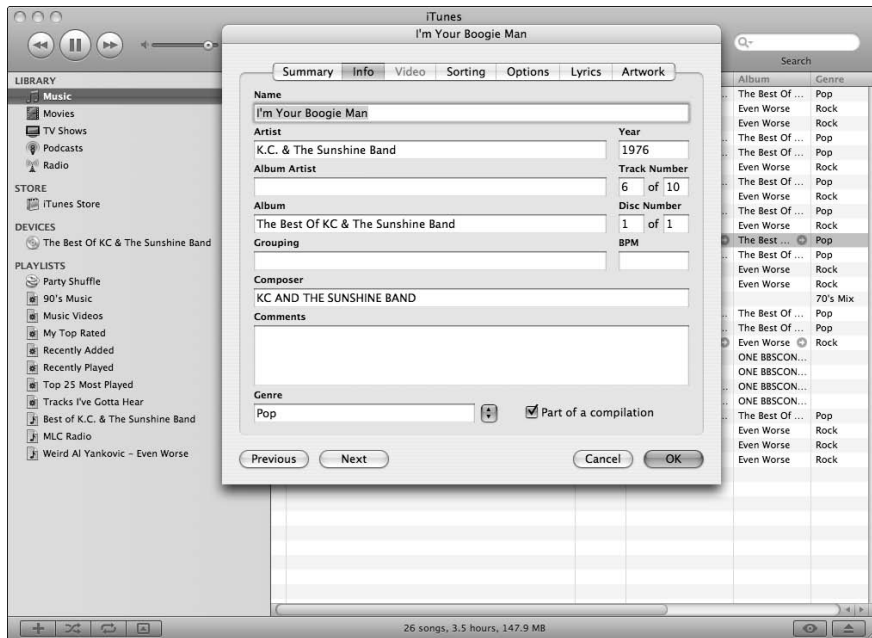 iTunes
I'm Your Boogie Man
Search
Summary Info Video Sorting Options Lyrics Artwork
LIBRARY
Music
Movies
TV Shows
Podcasts
Radio
STORE
iTunes Store
DEVICES
The Best Of KC & The Sunshine Band
PLAYLISTS
Party Shuffle
90's Music
Music Videos
My Top Rated
Recently Added
Recently Played
Top 25 Most Played
Tracks I've Gotta Hear
Best of K.C. & The Sunshine Band
MLC Radio
Weird Al Yankovic – Even Worse
Name
I'm Your Boogie Man
Artist Year
K.C. & The Sunshine Band 1976
Album Artist Track Number
6 of 10
Album Disc Number
The Best Of KC & The Sunshine Band 1 of 1
Grouping BPM
Composer
KC AND THE SUNSHINE BAND
Comments
Genre
Pop Part of a compilation
Previous Next Cancel OK
Album Genre
The Best Of ... Pop
Even Worse Rock
Even Worse Rock
The Best Of ... Pop
The Best Of ... Pop
Even Worse Rock
The Best Of ... Pop
Even Worse Rock
The Best Of ... Pop
Even Worse Rock
The Best ... Pop
The Best Of ... Pop
Even Worse Rock
Even Worse Rock
70's Mix
The Best Of ... Pop
The Best Of ... Pop
Even Worse Rock
ONE BBSCON...
ONE BBSCON...
ONE BBSCON...
ONE BBSCON...
The Best Of ... Pop
Even Worse Rock
Even Worse Rock
Even Worse Rock
26 songs, 3.5 hours, 147.9 MB